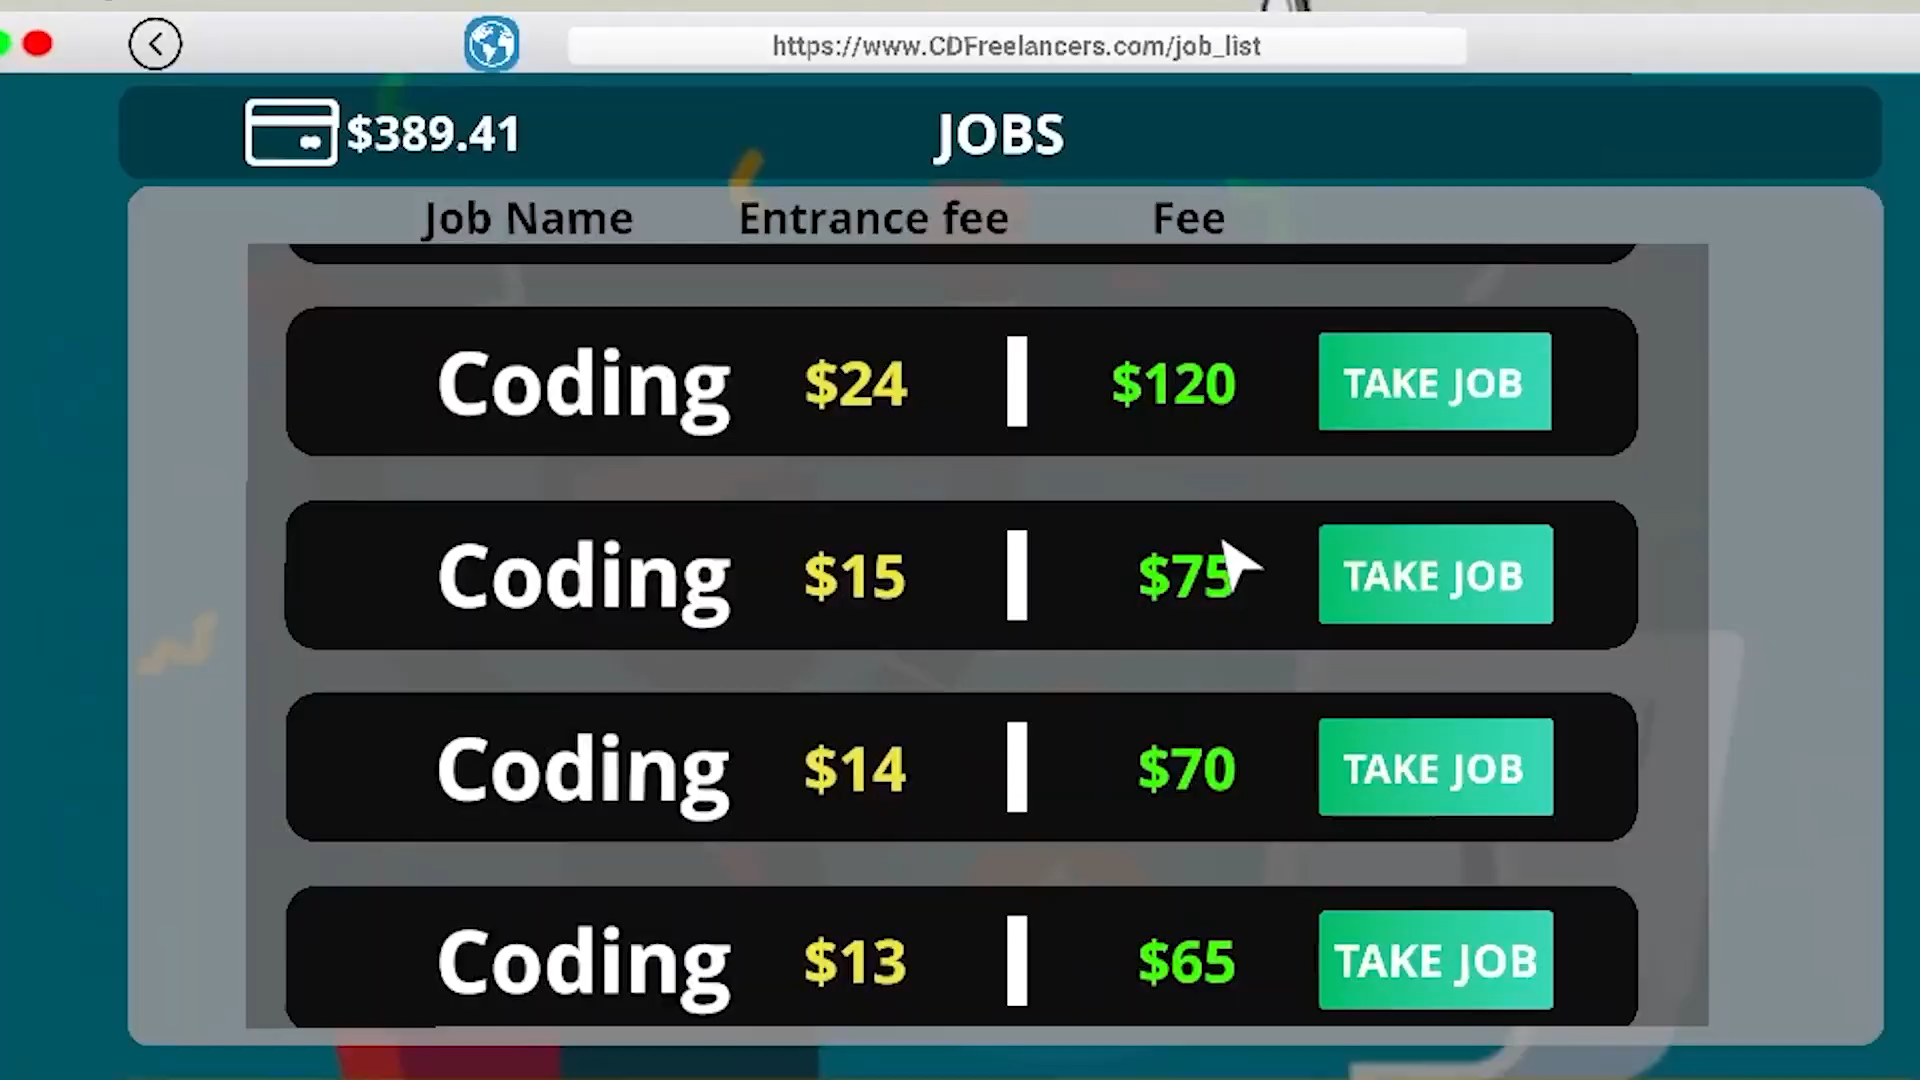 https://www.CDFreelancers.com/job_list
$389.41 JOBS
Job Name Entrance fee Fee
Coding $24 $120 TAKE JOB
Coding $15 $75 TAKE JOB
Coding $14 $70 TAKE JOB
Coding $13 $65 TAKE JOB